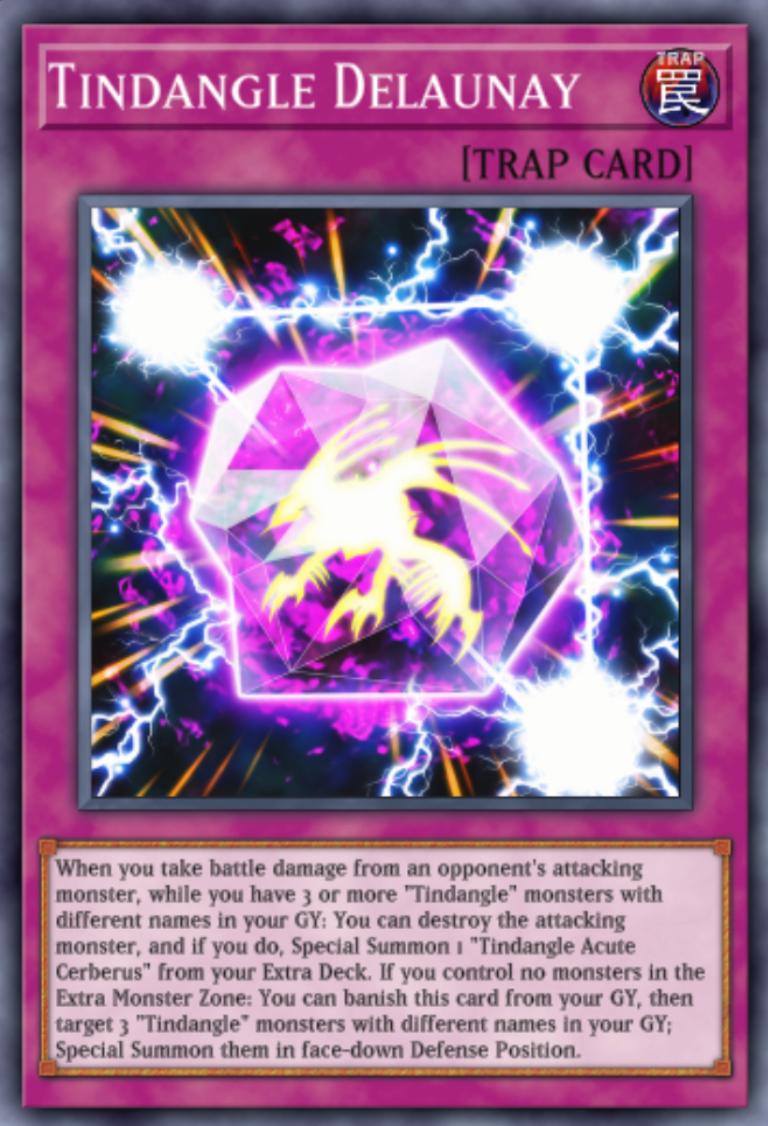 TINDANGLE DELAUNAY
TRAP
罠
[TRAP CARD]
When you take battle damage from an opponent's attacking
monster, while you have 3 or more "Tindangle" monsters with
different names in your GY: You can destroy the attacking
monster, and if you do, Special Summon 1 "Tindangle Acute
Cerberus" from your Extra Deck. If you control no monsters in the
Extra Monster Zone: You can banish this card from your GY, then
target 3 "Tindangle" monsters with different names in your GY;
Special Summon them in face-down Defense Position.